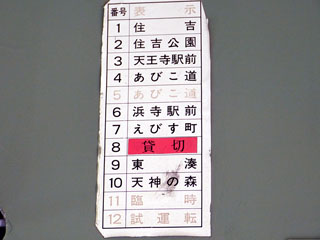 番号 表示
1 住吉
2 住吉公園
3 天王寺駅前
4 あびこ道
5 あびこ道
6 浜寺駅前
7 えびす町
8 貸切
9 東湊
10 天神の森
11 臨時
12 試運転